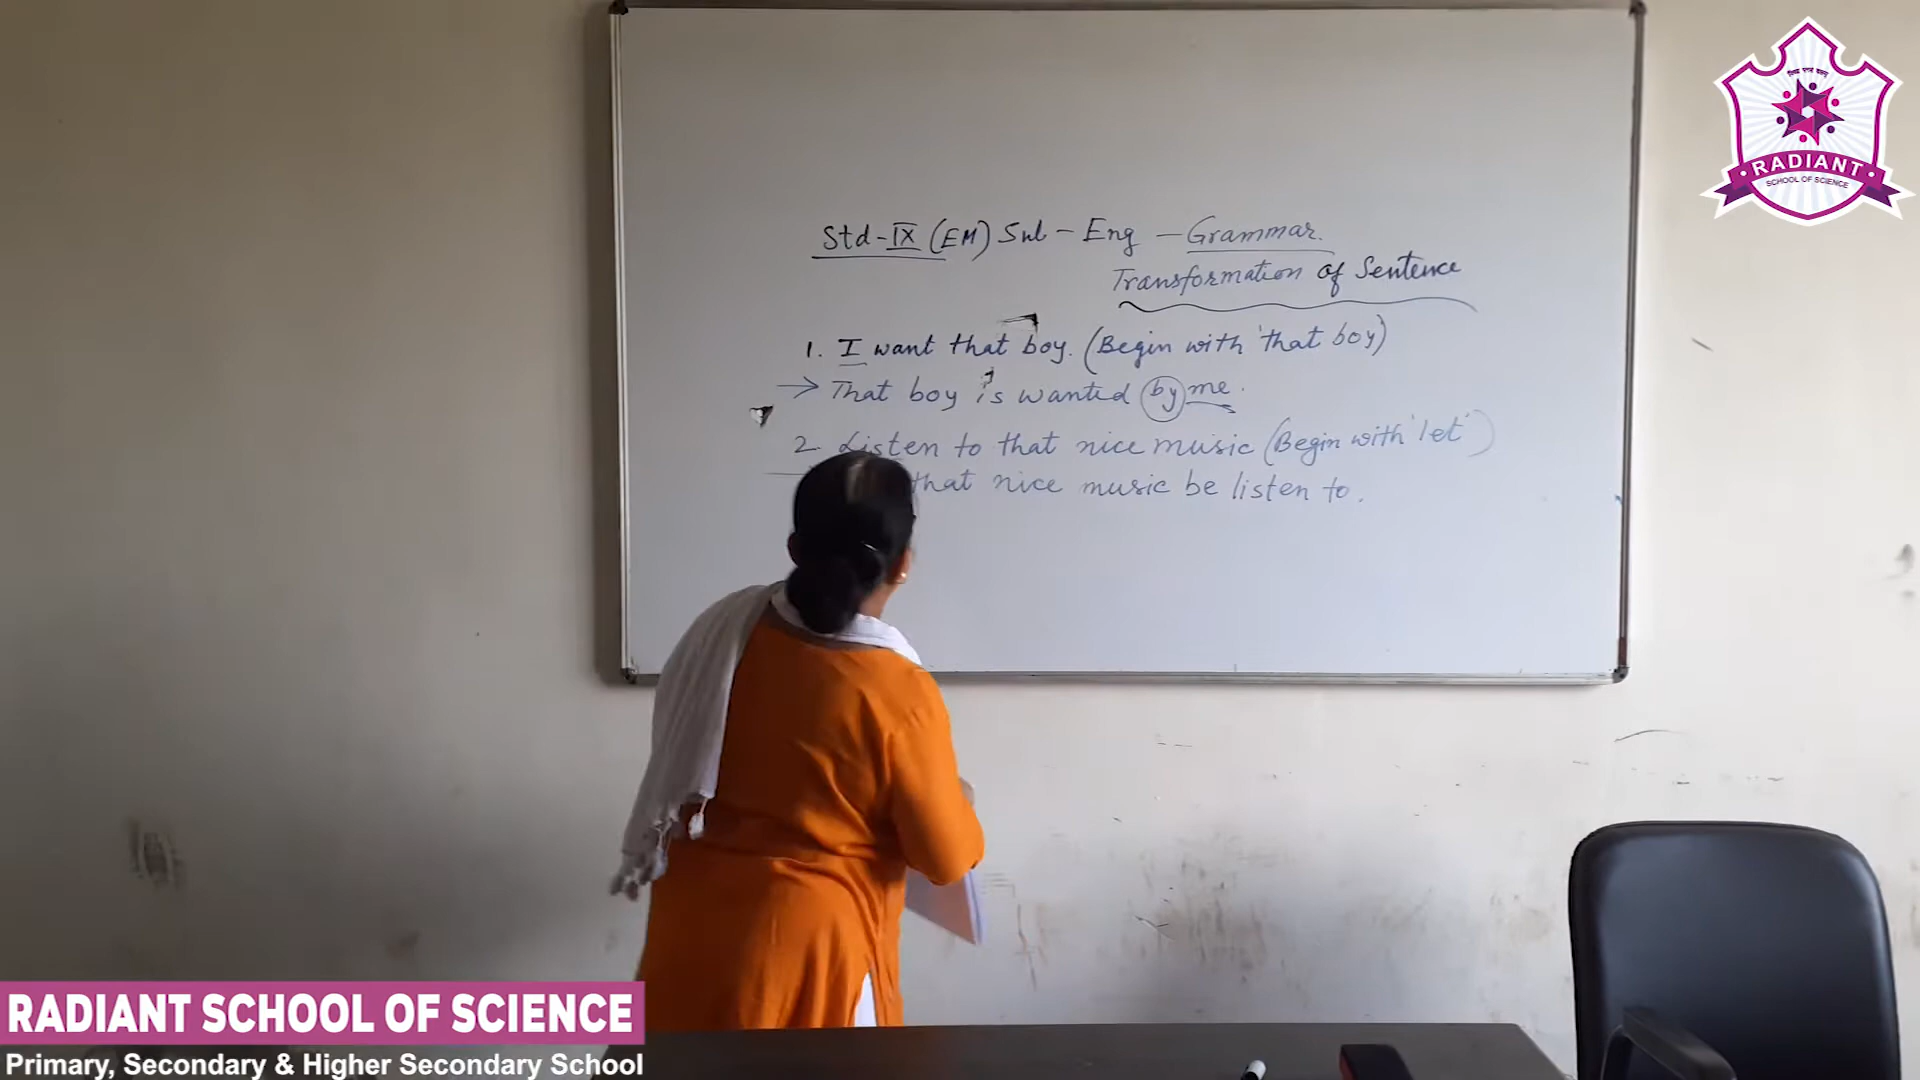 Std-IX (EM) Sub - Eng - Grammar.
Transformation of Sentence
1. I want that boy. (Begin with 'that boy)
→ That boy is wanted by me.
2. Listen to that nice music (Begin with 'let')
that nice music be listen to.
RADIANT
SCHOOL OF SCIENCE
RADIANT SCHOOL OF SCIENCE
Primary, Secondary & Higher Secondary School